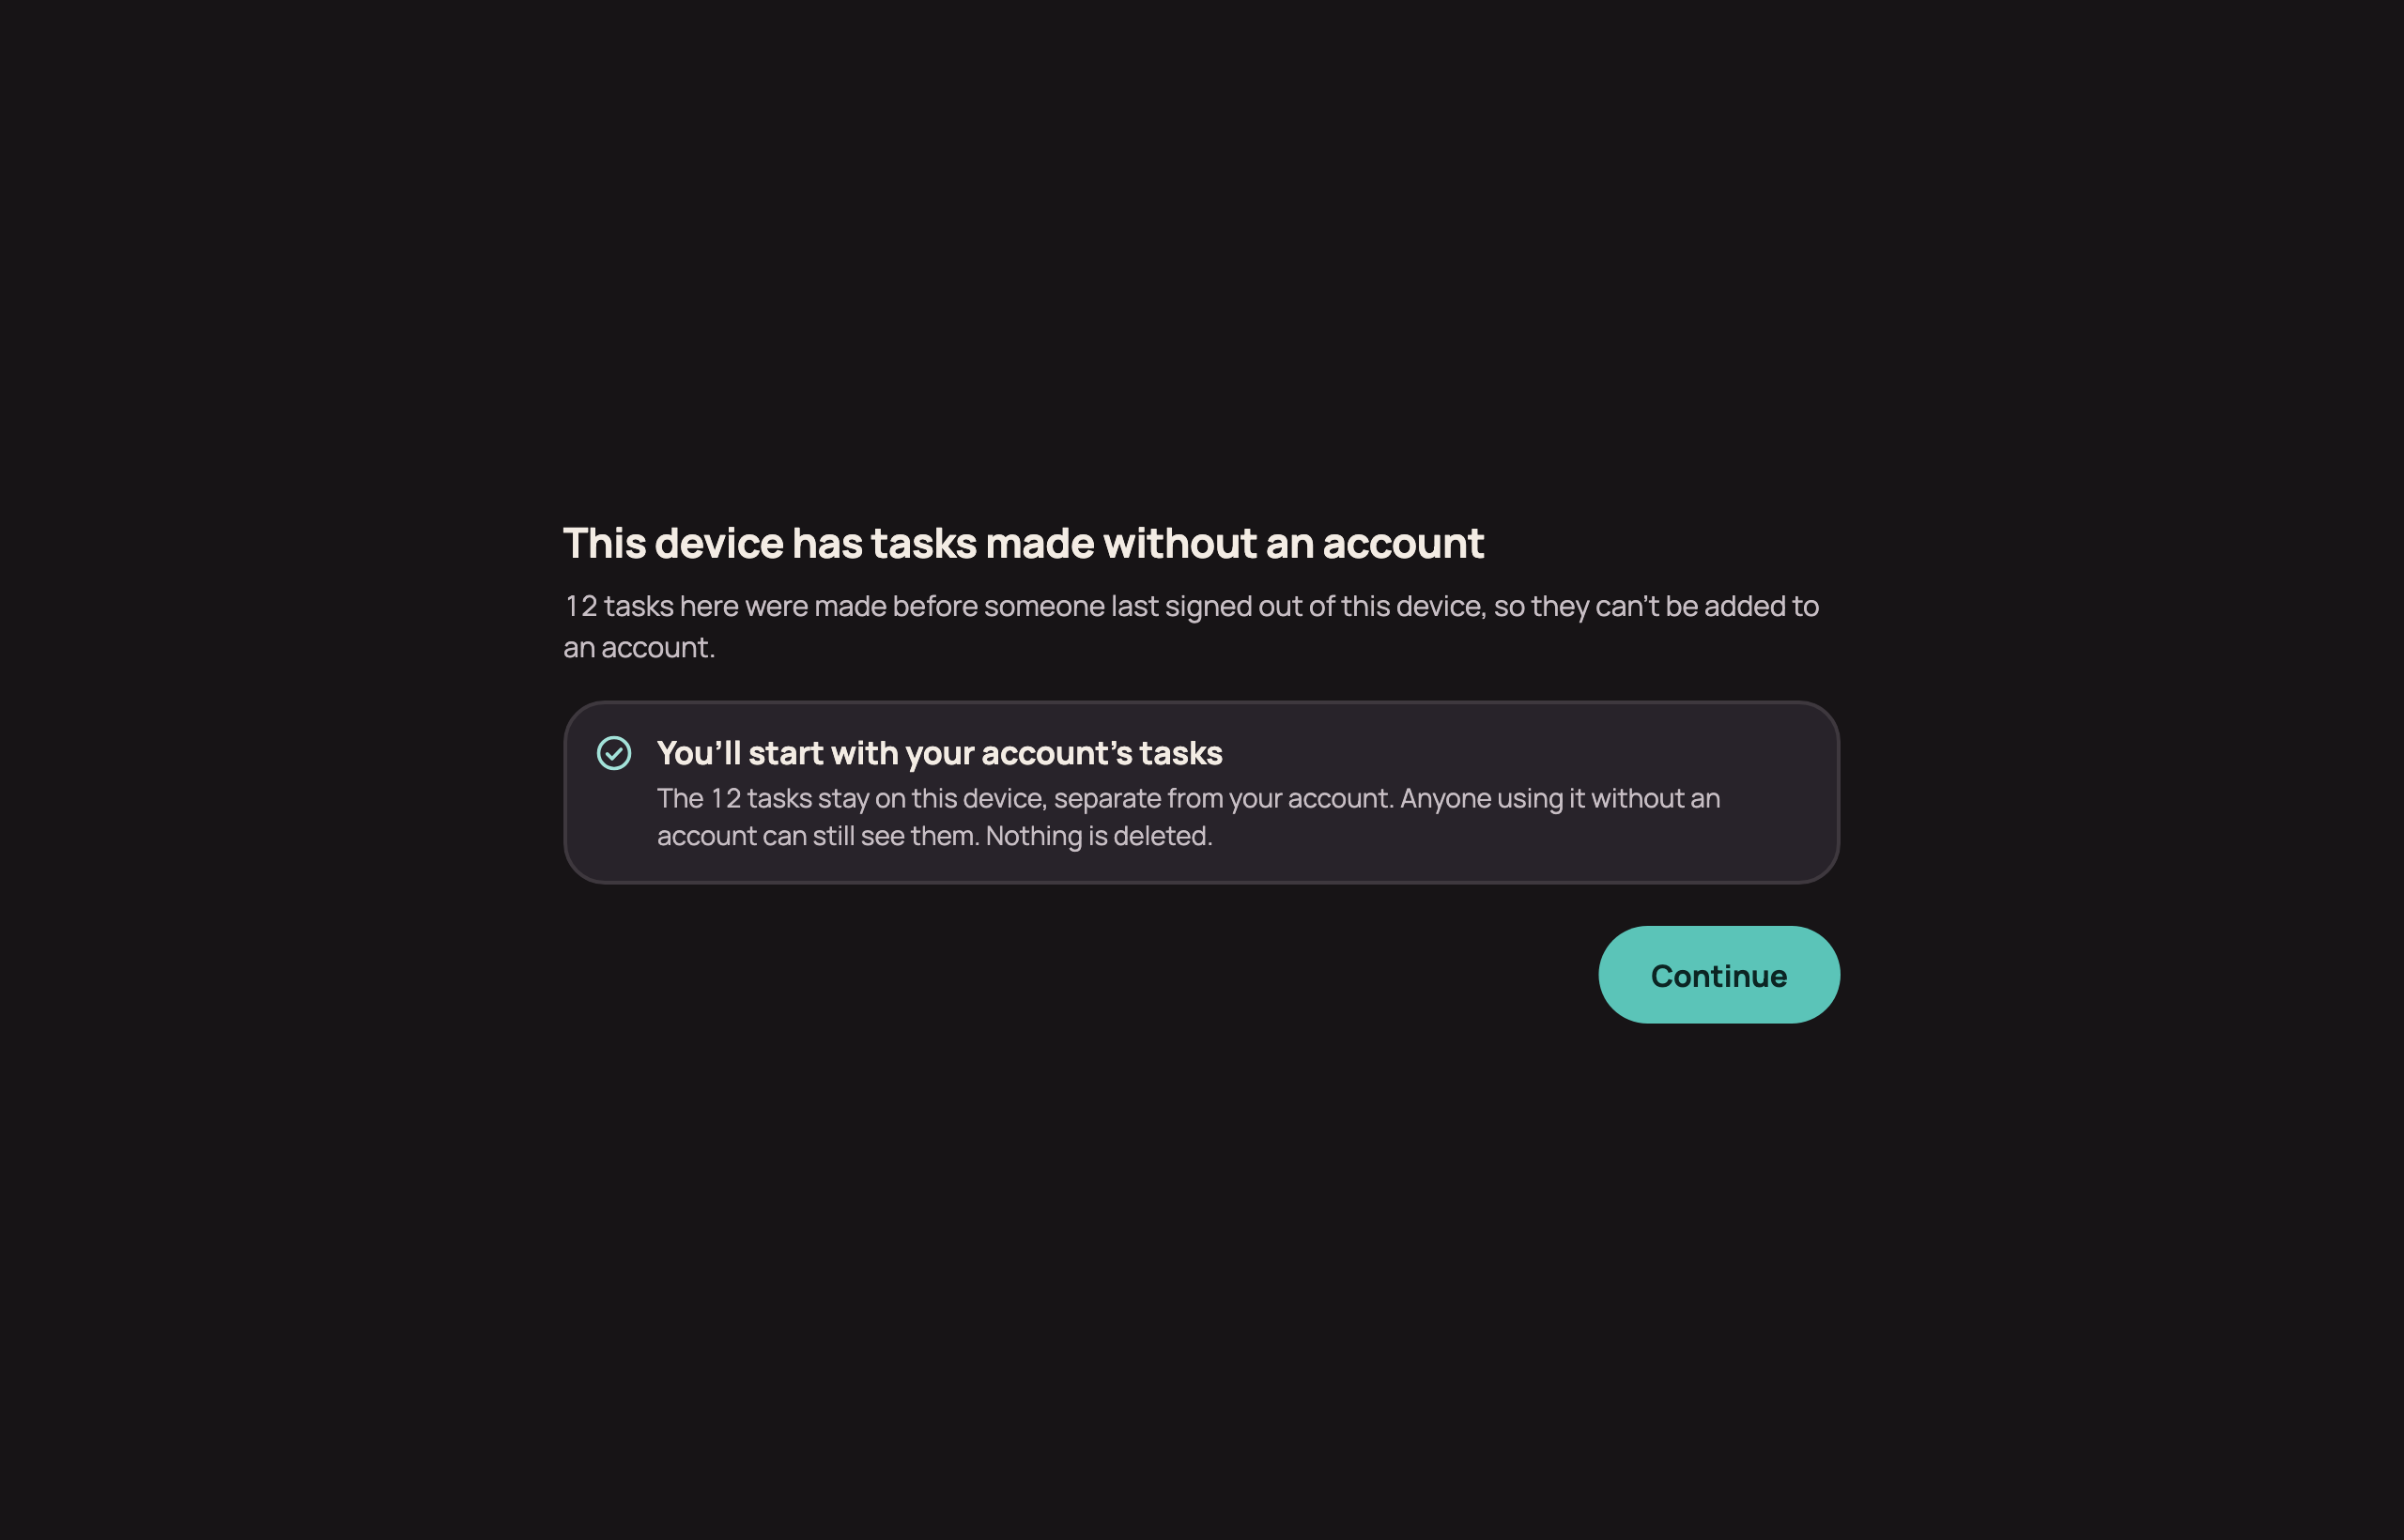 This device has tasks made without an account
12 tasks here were made before someone last signed out of this device, so they can’t be added to
an account.
You’ll start with your account’s tasks
The 12 tasks stay on this device, separate from your account. Anyone using it without an
account can still see them. Nothing is deleted.
Continue